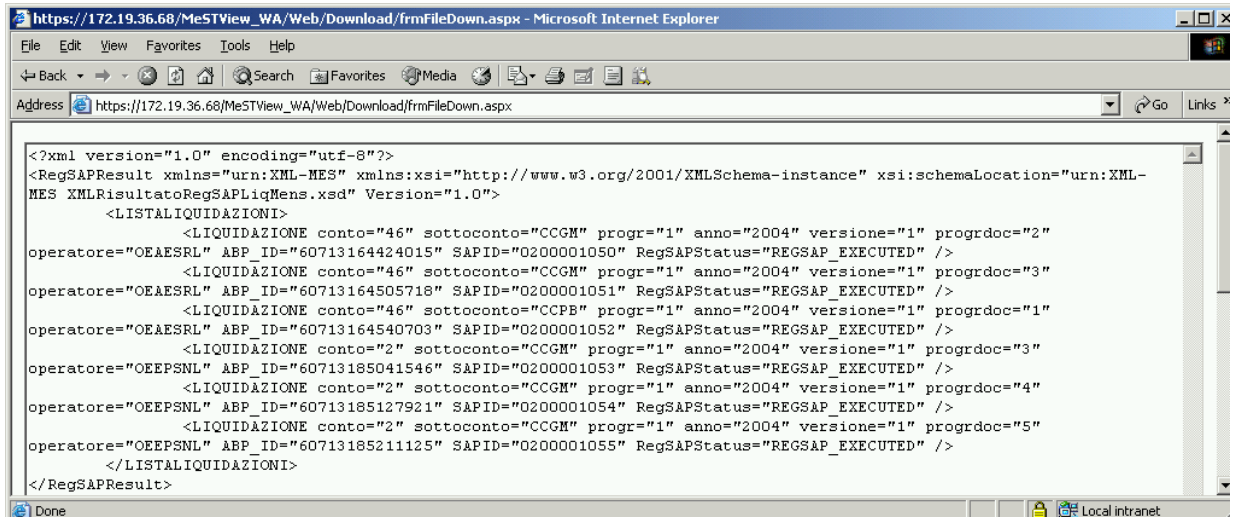 https://172.19.36.68/MeSTView_WA/Web/Download/frmFileDown.aspx - Microsoft Internet Explorer
File Edit View Favorites Tools Help
Back Search Favorites Media
Address https://172.19.36.68/MeSTView_WA/Web/Download/frmFileDown.aspx Go Links »
<?xml version="1.0" encoding="utf-8"?>
<RegSAPResult xmlns="urn:XML-MES" xmlns:xsi="http://www.w3.org/2001/XMLSchema-instance" xsi:schemaLocation="urn:XML-
MES XMLRisultatoRegSAPLiqMens.xsd" Version="1.0">
<LISTALIQUIDAZIONI>
<LIQUIDAZIONE conto="46" sottoconto="CCGM" progr="1" anno="2004" versione="1" progrdoc="2"
operatore="OEAESRL" ABP_ID="60713164424015" SAPID="0200001050" RegSAPStatus="REGSAP_EXECUTED" />
<LIQUIDAZIONE conto="46" sottoconto="CCGM" progr="1" anno="2004" versione="1" progrdoc="3"
operatore="OEAESRL" ABP_ID="60713164505718" SAPID="0200001051" RegSAPStatus="REGSAP_EXECUTED" />
<LIQUIDAZIONE conto="46" sottoconto="CCPB" progr="1" anno="2004" versione="1" progrdoc="1"
operatore="OEAESRL" ABP_ID="60713164540703" SAPID="0200001052" RegSAPStatus="REGSAP_EXECUTED" />
<LIQUIDAZIONE conto="2" sottoconto="CCGM" progr="1" anno="2004" versione="1" progrdoc="3"
operatore="OEEPSNL" ABP_ID="60713185041546" SAPID="0200001053" RegSAPStatus="REGSAP_EXECUTED" />
<LIQUIDAZIONE conto="2" sottoconto="CCGM" progr="1" anno="2004" versione="1" progrdoc="4"
operatore="OEEPSNL" ABP_ID="60713185127921" SAPID="0200001054" RegSAPStatus="REGSAP_EXECUTED" />
<LIQUIDAZIONE conto="2" sottoconto="CCGM" progr="1" anno="2004" versione="1" progrdoc="5"
operatore="OEEPSNL" ABP_ID="60713185211125" SAPID="0200001055" RegSAPStatus="REGSAP_EXECUTED" />
</LISTALIQUIDAZIONI>
</RegSAPResult>
Done Local intranet